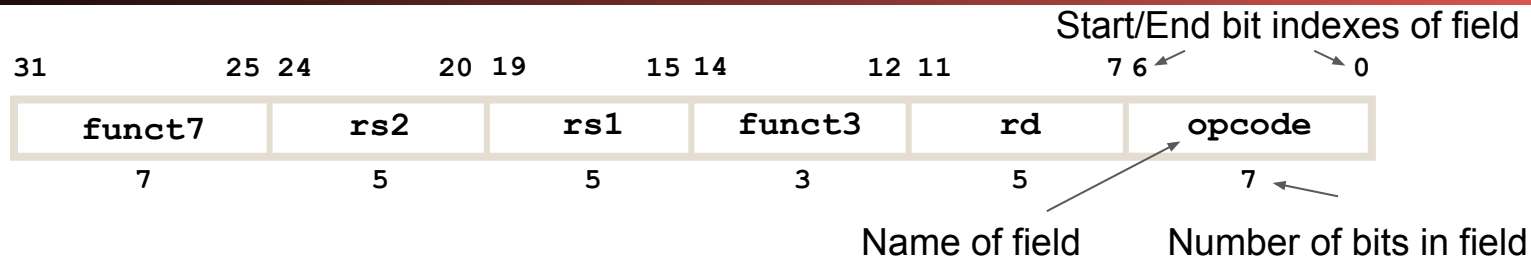 Start/End bit indexes of field
31 25 24 20 19 15 14 12 11 7 6 0
funct7 rs2 rs1 funct3 rd opcode
7 5 5 3 5 7
Name of field Number of bits in field